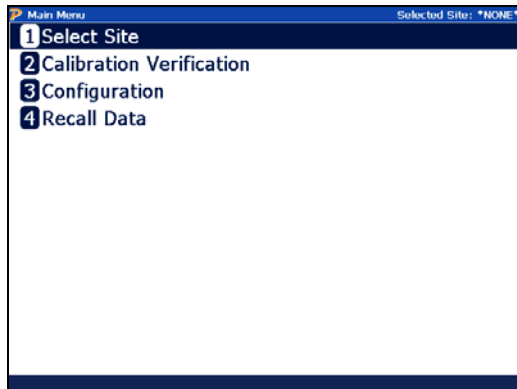 P Main Menu Selected Site: *NONE*
1 Select Site
2 Calibration Verification
3 Configuration
4 Recall Data